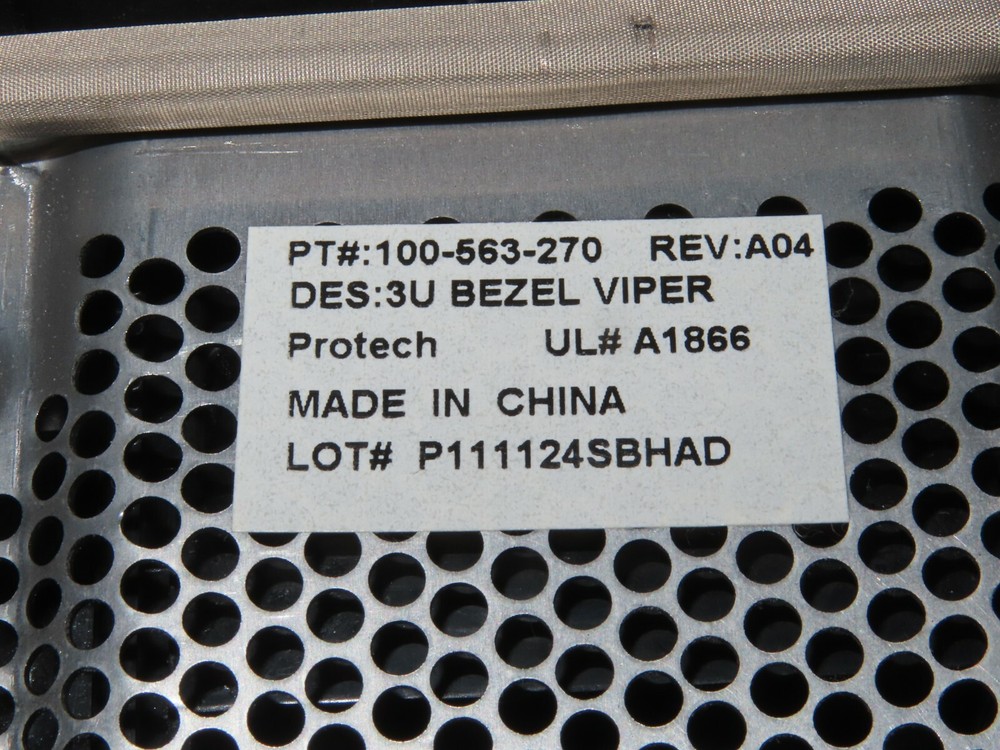 PT#:100-563-270 REV:A04
DES:3U BEZEL VIPER
Protech UL# A1866
MADE IN CHINA
LOT# P111124SBHAD